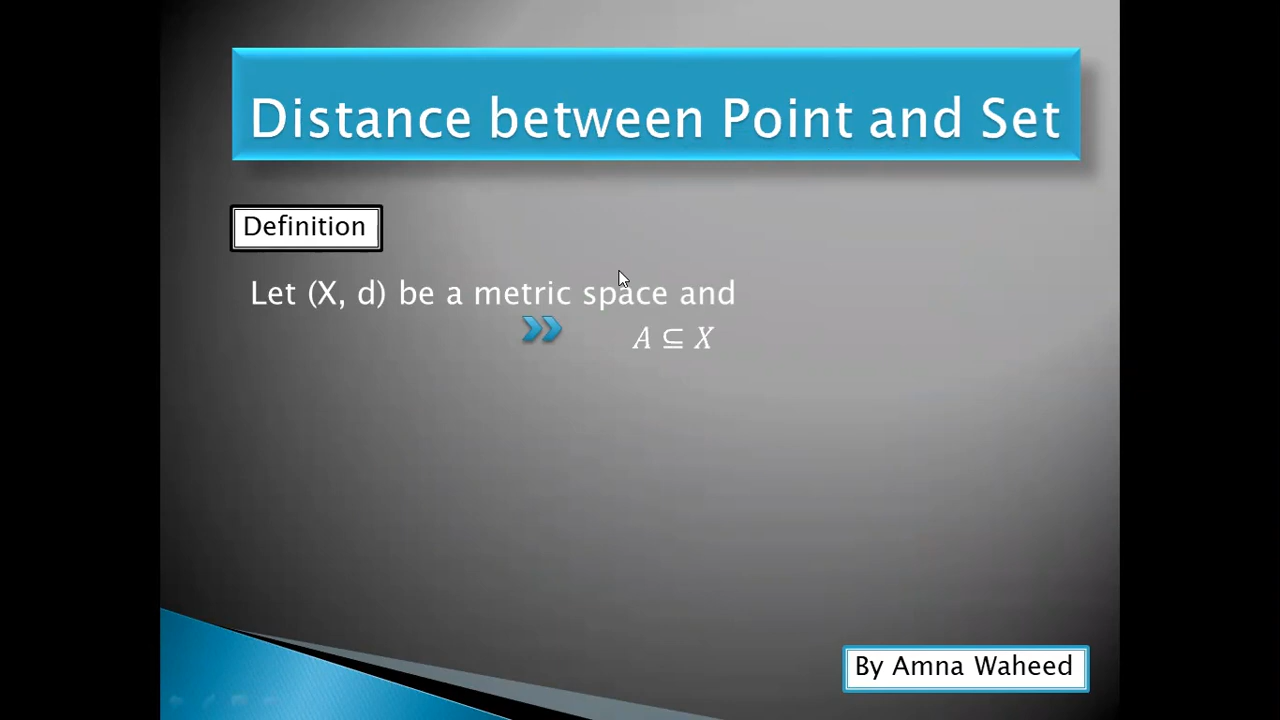 Distance between Point and Set
Definition
Let (X, d) be a metric space and
A ⊆ X
By Amna Waheed